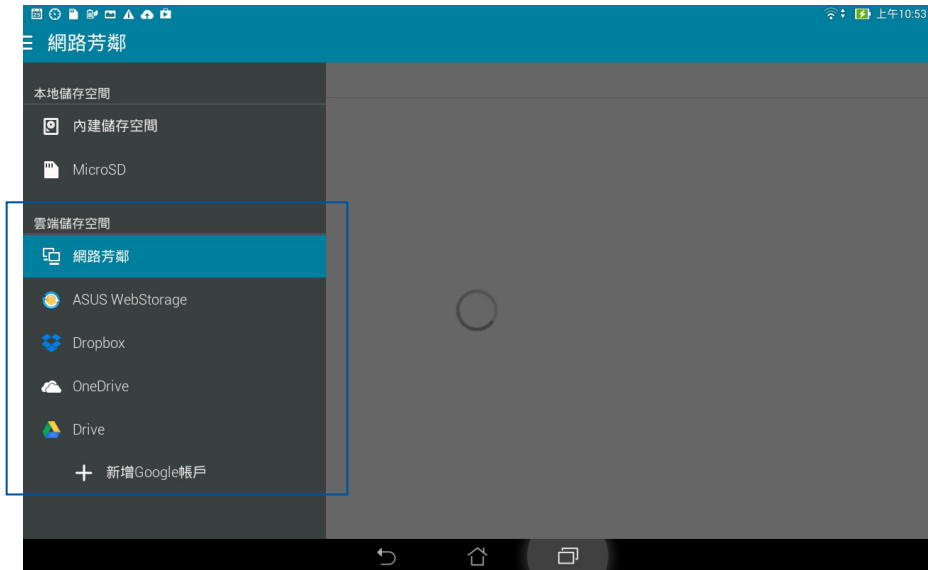 上午10:53
網路芳鄰
本地儲存空間
內建儲存空間
MicroSD
雲端儲存空間
網路芳鄰
ASUS WebStorage
Dropbox
OneDrive
Drive
新增Google帳戶